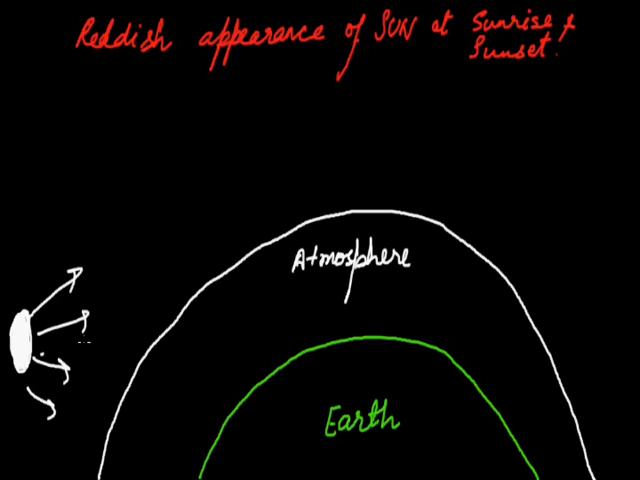 Reddish appearance of SUN at Sunrise &
Sunset.
Atmosphere
Earth